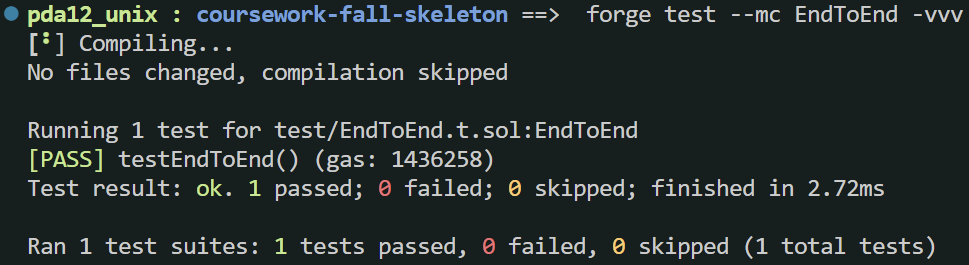 pda12_unix : coursework-fall-skeleton ==> forge test --mc EndToEnd -vvv
[⠃] Compiling...
No files changed, compilation skipped
Running 1 test for test/EndToEnd.t.sol:EndToEnd
[PASS] testEndToEnd() (gas: 1436258)
Test result: ok. 1 passed; 0 failed; 0 skipped; finished in 2.72ms
Ran 1 test suites: 1 tests passed, 0 failed, 0 skipped (1 total tests)